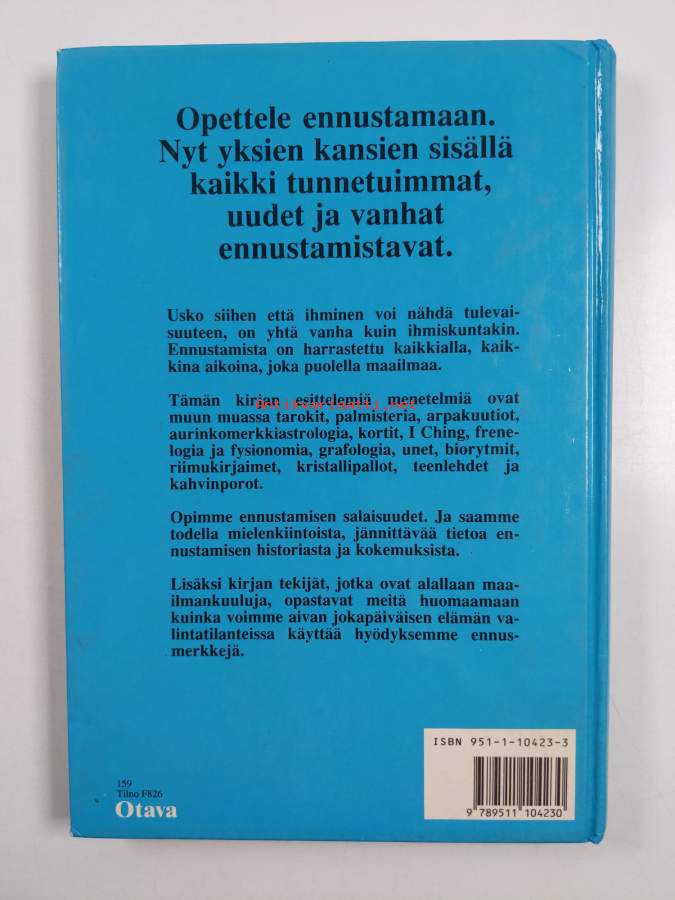 Opettele ennustamaan.
Nyt yksien kansien sisällä
kaikki tunnetuimmat,
uudet ja vanhat
ennustamistavat.
Usko siihen että ihminen voi nähdä tulevai-
suuteen, on yhtä vanha kuin ihmiskuntakin.
Ennustamista on harrastettu kaikkialla, kaik-
kina aikoina, joka puolella maailmaa.
Tämän kirjan esittelemiä menetelmiä ovat
antikvariaatti.net
muun muassa tarokit, palmisteria, arpakuutiot,
aurinkomerkkiastrologia, kortit, I Ching, frene-
logia ja fysionomia, grafologia, unet, biorytmit,
riimukirjaimet, kristallipallot, teenlehdet ja
kahvinporot.
Opimme ennustamisen salaisuudet. Ja saamme
todella mielenkiintoista, jännittävää tietoa en-
nustamisen historiasta ja kokemuksista.
Lisäksi kirjan tekijät, jotka ovat alallaan maa-
ilmankuuluja, opastavat meitä huomaamaan
kuinka voimme aivan jokapäiväisen elämän va-
lintatilanteissa käyttää hyödyksemme ennus-
merkkejä.
ISBN 951-1-10423-3
9 789511 104230
159
Tilno F826
Otava